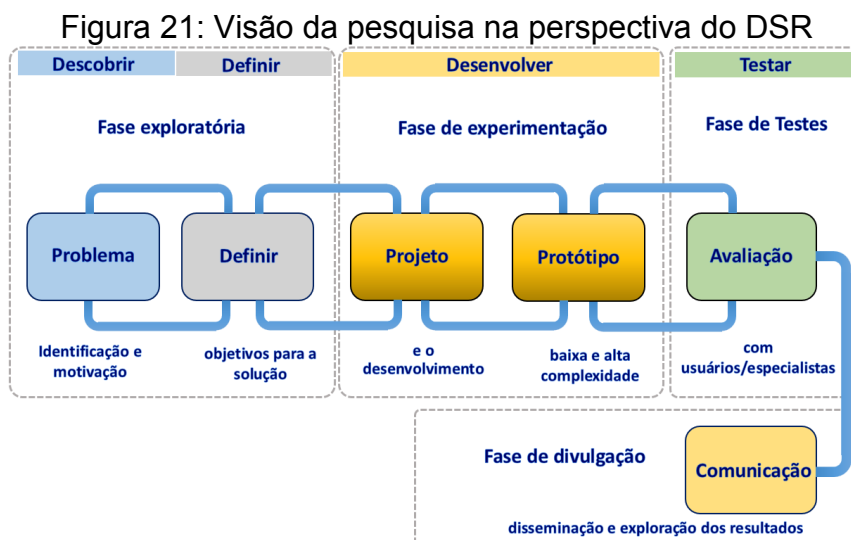 Figura 21: Visão da pesquisa na perspectiva do DSR
Descobrir
Definir
Desenvolver
Testar
Fase exploratória
Fase de experimentação
Fase de Testes
Problema
Definir
Projeto
Protótipo
Avaliação
Identificação e
motivação
objetivos para a
solução
e o
desenvolvimento
baixa e alta
complexidade
com
usuários/especialistas
Fase de divulgação
Comunicação
disseminação e exploração dos resultados